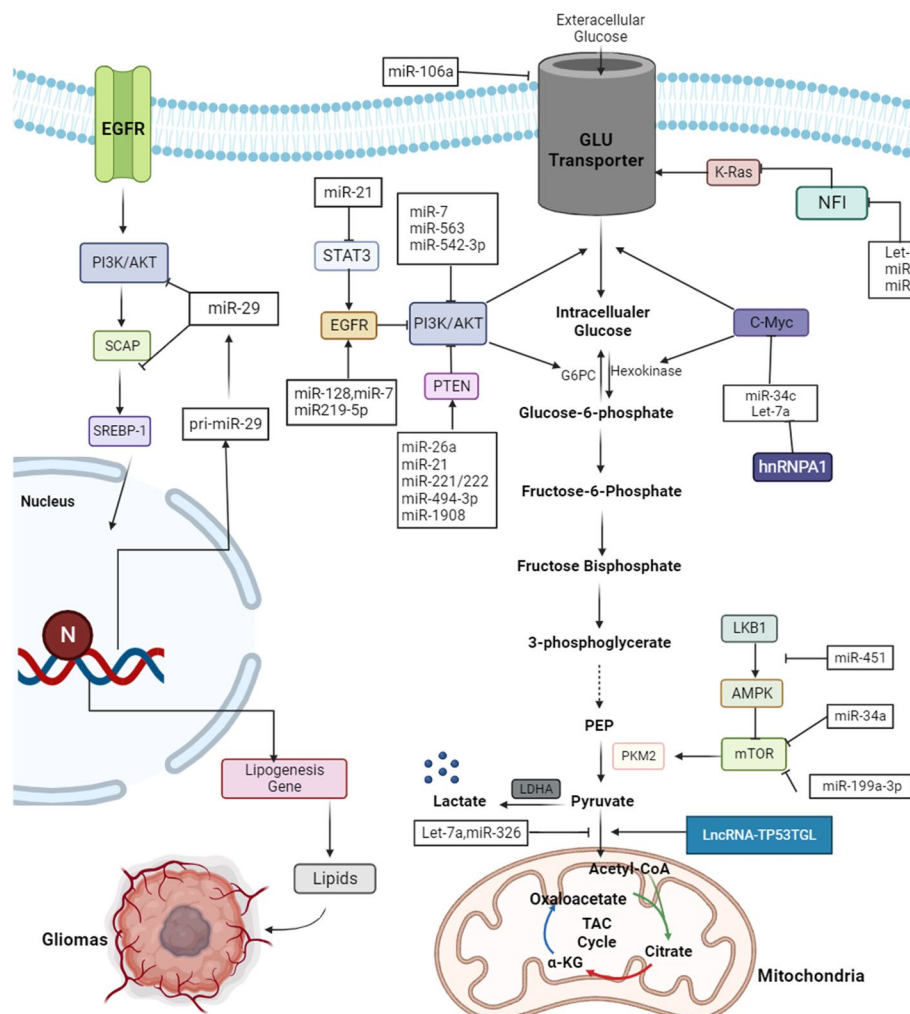 Exteracellular
Glucose
miR-106a
EGFR
GLU
Transporter
K-Ras
NFI
miR-21
miR-7
miR-563
miR-542-3p
Let-
miR
mi
STAT3
PI3K/AKT
miR-29
EGFR
PI3K/AKT
Intracellualer
Glucose
C-Myc
SCAP
G6PC
Hexokinase
PTEN
miR-128,miR-7
miR219-5p
Glucose-6-phosphate
miR-34c
Let-7a
SREBP-1
pri-miR-29
miR-26a
miR-21
miR-221/222
miR-494-3p
miR-1908
hnRNPA1
Nucleus
Fructose-6-Phosphate
Fructose Bisphosphate
N
3-phosphoglycerate
LKB1
miR-451
AMPK
miR-34a
PEP
PKM2
mTOR
Lipogenesis
Gene
miR-199a-3p
LDHA
Lactate
Pyruvate
Let-7a,miR-326
LncRNA-TP53TGL
Acetyl-CoA
Lipids
Oxaloacetate
TAC
Cycle
Citrate
α-KG
Gliomas
Mitochondria